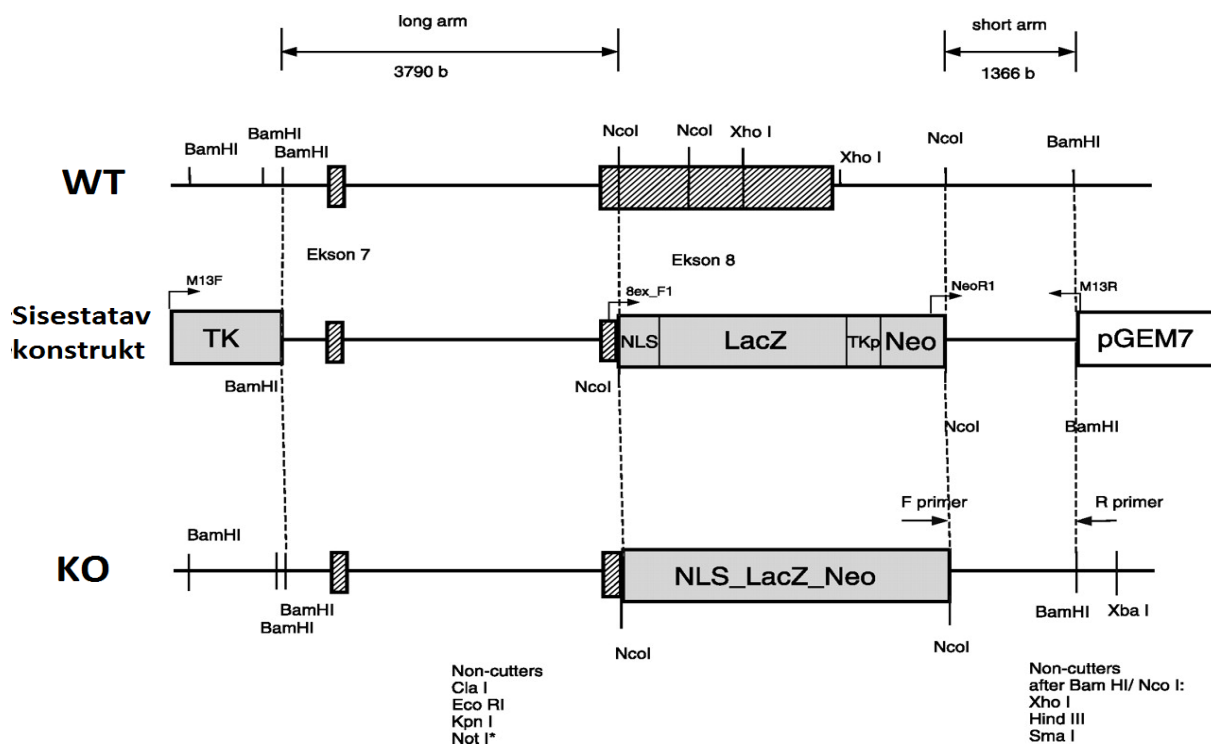 long arm
short arm
3790 b
1366 b
BamHI
BamHI
BamHI
NcoI
NcoI
Xho I
Xho I
NcoI
BamHI
WT
Ekson 7
Ekson 8
M13F
8ex_F1
NeoR1
M13R
Sisestatav
konstrukt
TK
NLS
LacZ
TKp
Neo
pGEM7
BamHI
NcoI
NcoI
BamHI
F primer
R primer
BamHI
KO
NLS_LacZ_Neo
BamHI
BamHI
BamHI
Xba I
NcoI
NcoI
Non-cutters
Cla I
Eco RI
Kpn I
Not I*
Non-cutters
after Bam HI/ Nco I:
Xho I
Hind III
Sma I